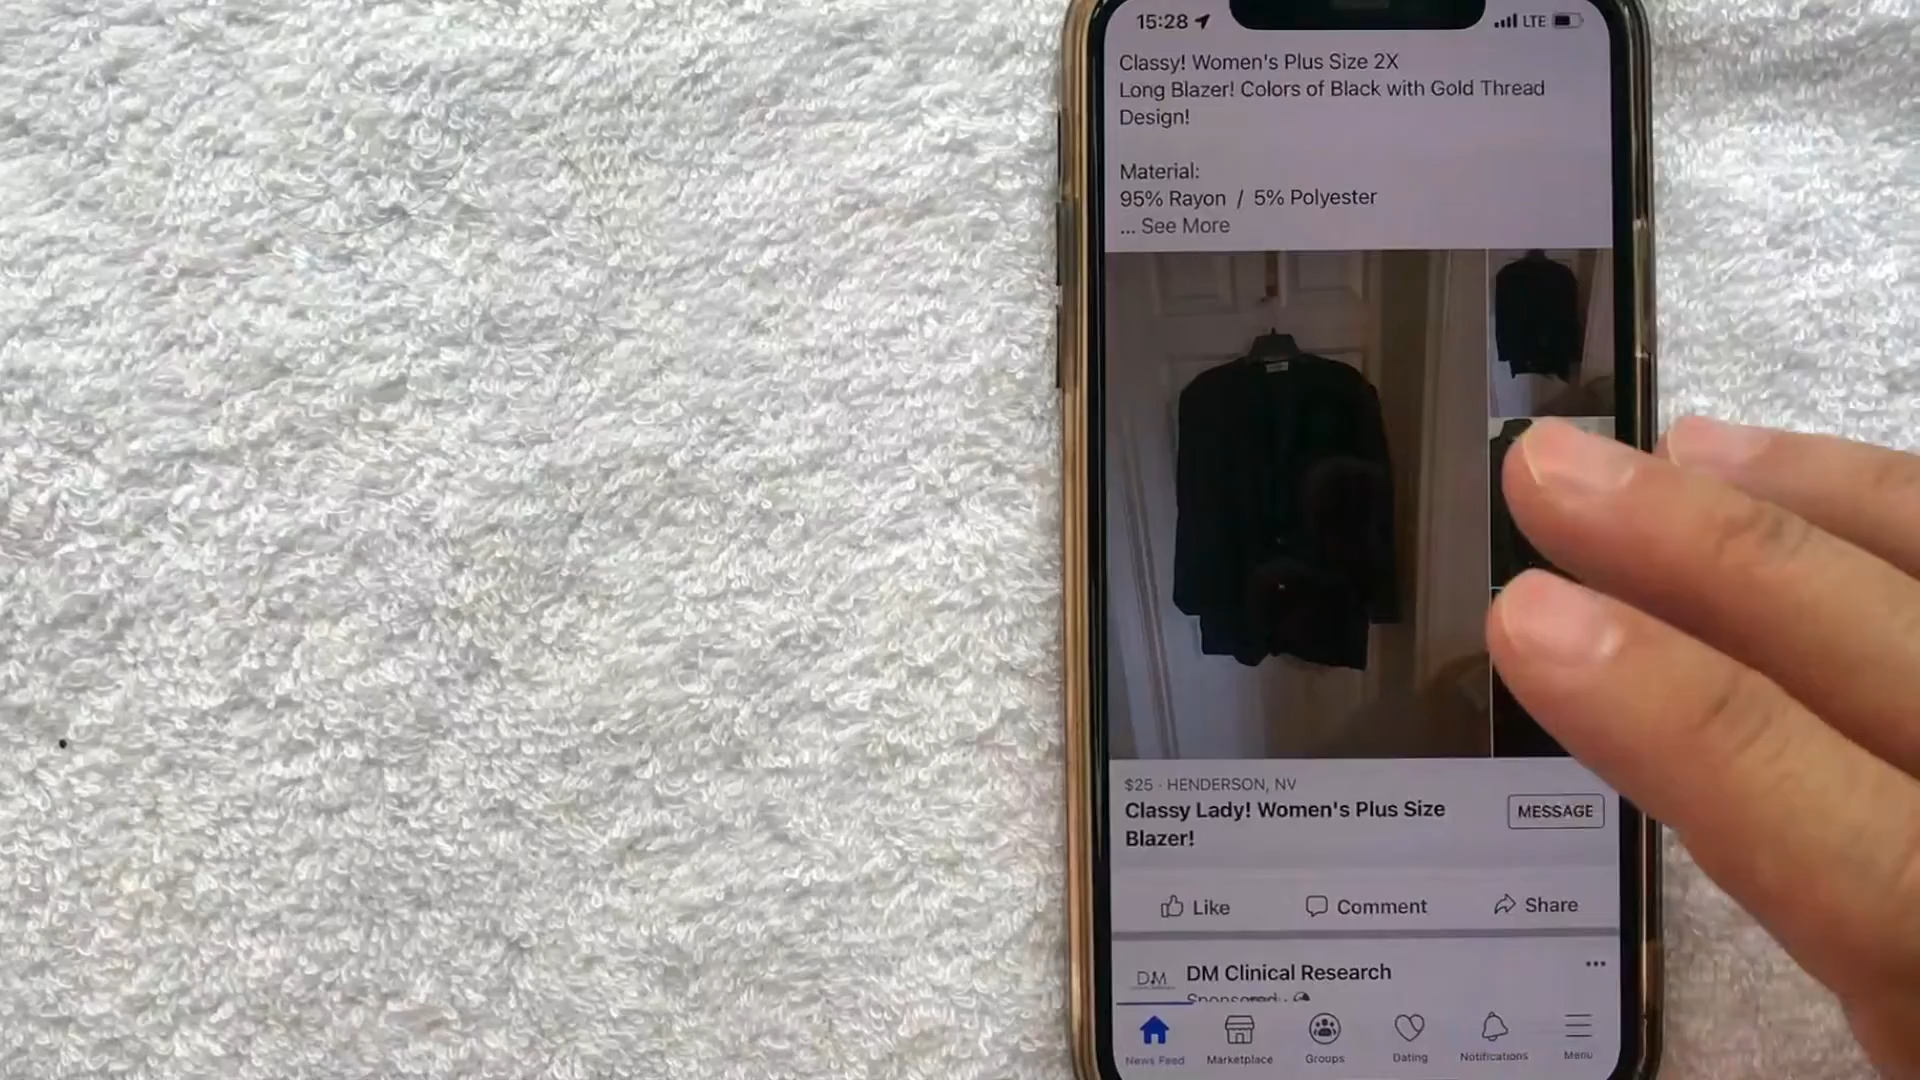 15:28
LTE
Classy! Women's Plus Size 2X
Long Blazer! Colors of Black with Gold Thread
Design!
Material:
95% Rayon / 5% Polyester
... See More
$25 · HENDERSON, NV
Classy Lady! Women's Plus Size
Blazer!
MESSAGE
Like
Comment
Share
DM
DM Clinical Research
Sponsored ·
News Feed
Marketplace
Groups
Dating
Notifications
Menu